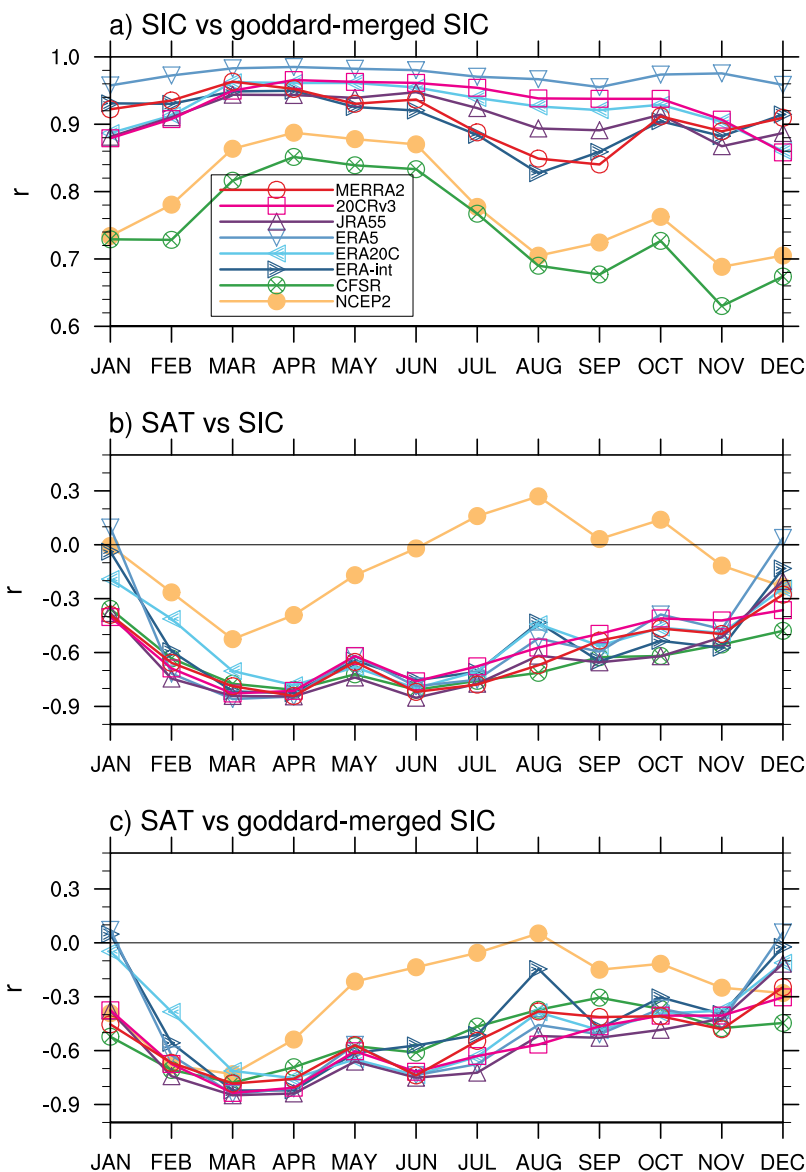 a) SIC vs goddard-merged SIC
1.0
0.9
0.8
0.7
0.6
r
MERRA2
20CRv3
JRA55
ERA5
ERA20C
ERA-int
CFSR
NCEP2
JAN FEB MAR APR MAY JUN JUL AUG SEP OCT NOV DEC
b) SAT vs SIC
0.3
0.0
-0.3
-0.6
-0.9
r
JAN FEB MAR APR MAY JUN JUL AUG SEP OCT NOV DEC
c) SAT vs goddard-merged SIC
0.3
0.0
-0.3
-0.6
-0.9
r
JAN FEB MAR APR MAY JUN JUL AUG SEP OCT NOV DEC